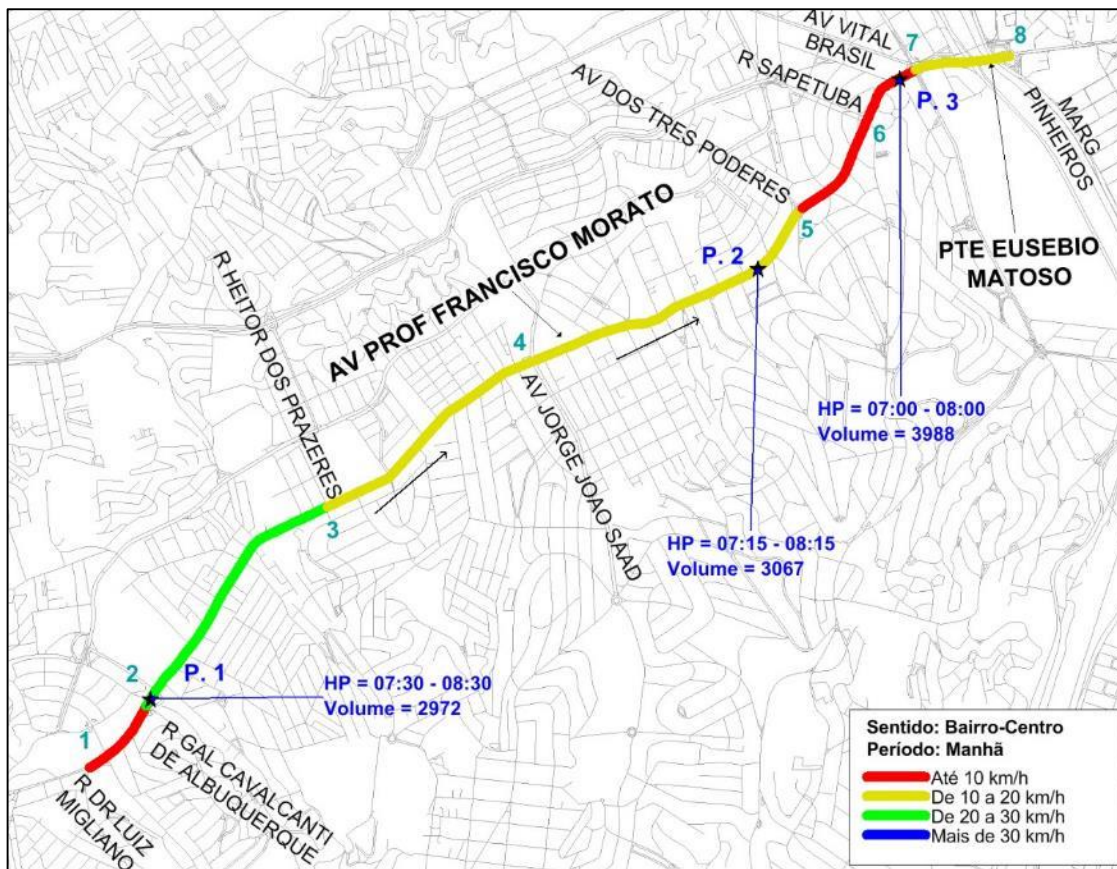 AV VITAL
BRASIL
7
8
R SAPETUBA
P. 3
AV DOS TRES PODERES
6
MARG
PINHEIROS
5
PTE EUSEBIO
MATOSO
P. 2
AV PROF FRANCISCO MORATO
R HEITOR DOS PRAZERES
4
AV JORGE JOAO SAAD
HP = 07:00 - 08:00
Volume = 3988
3
HP = 07:15 - 08:15
Volume = 3067
2
P. 1
HP = 07:30 - 08:30
Volume = 2972
1
R GAL CAVALCANTI
DE ALBUQUERQUE
R DR LUIZ
MIGLIANO
Sentido: Bairro-Centro
Período: Manhã
Até 10 km/h
De 10 a 20 km/h
De 20 a 30 km/h
Mais de 30 km/h